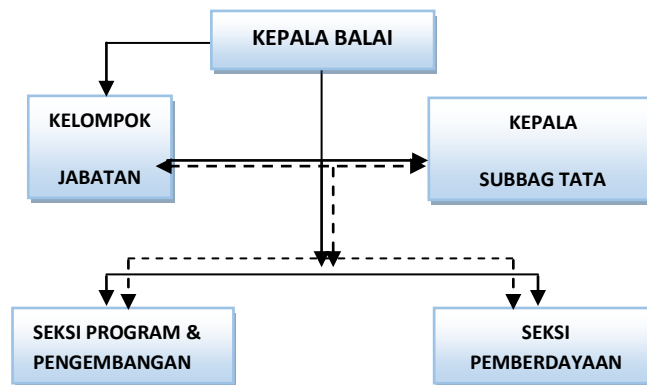 KEPALA BALAI
KELOMPOK
JABATAN
KEPALA
SUBBAG TATA
SEKSI PROGRAM &
PENGEMBANGAN
SEKSI
PEMBERDAYAAN